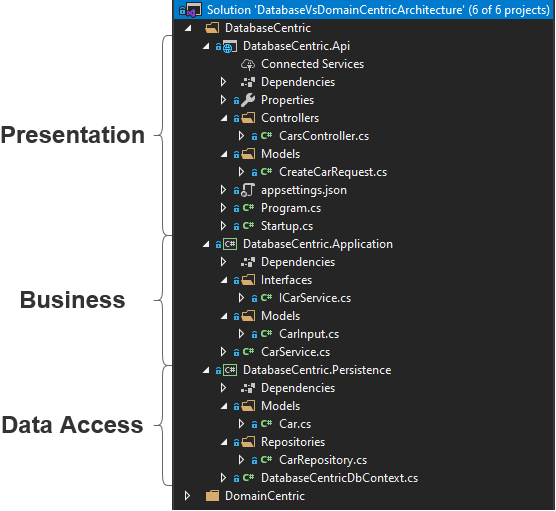 Solution 'DatabaseVsDomainCentricArchitecture' (6 of 6 projects)
DatabaseCentric
DatabaseCentric.Api
Connected Services
Dependencies
Properties
Controllers
Presentation
C# CarsController.cs
Models
C# CreateCarRequest.cs
appsettings.json
C# Program.cs
C# Startup.cs
C# DatabaseCentric.Application
Dependencies
Interfaces
Business
C# ICarService.cs
Models
C# CarInput.cs
C# CarService.cs
C# DatabaseCentric.Persistence
Dependencies
Models
Data Access
C# Car.cs
Repositories
C# CarRepository.cs
C# DatabaseCentricDbContext.cs
DomainCentric